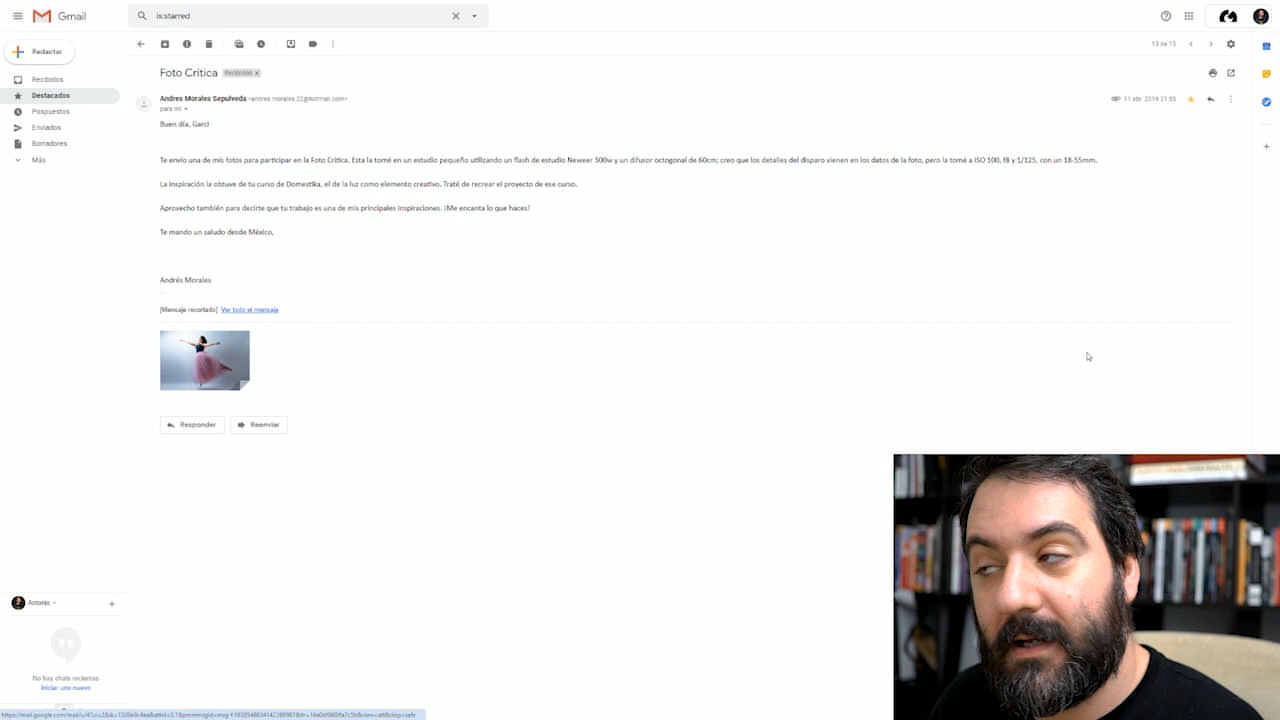 Gmail
is:starred
Redactar
13 de 15
Foto Crítica
Recibidos x
Recibidos
Destacados
Pospuestos
Enviados
Borradores
Más
Andres Morales Sepulveda <andres.morales.22@hotmail.com>
11 abr. 2019 21:55
para mí
Buen día, Garci
Te envío una de mis fotos para participar en la Foto Crítica. Esta la tomé en un estudio pequeño utilizando un flash de estudio Neweer 300w y un difusor octogonal de 60cm; creo que los detalles del disparo vienen en los datos de la foto, pero la tomé a ISO 100, f8 y 1/125, con un 18-55mm.
La inspiración la obtuve de tu curso de Domestika, el de la luz como elemento creativo. Traté de recrear el proyecto de ese curso.
Aprovecho también para decirte que tu trabajo es una de mis principales inspiraciones. ¡Me encanta lo que haces!
Te mando un saludo desde México,
Andrés Morales
[Mensaje recortado] Ver todo el mensaje
Responder
Reenviar
Antonio
No hay chats recientes
Iniciar uno nuevo